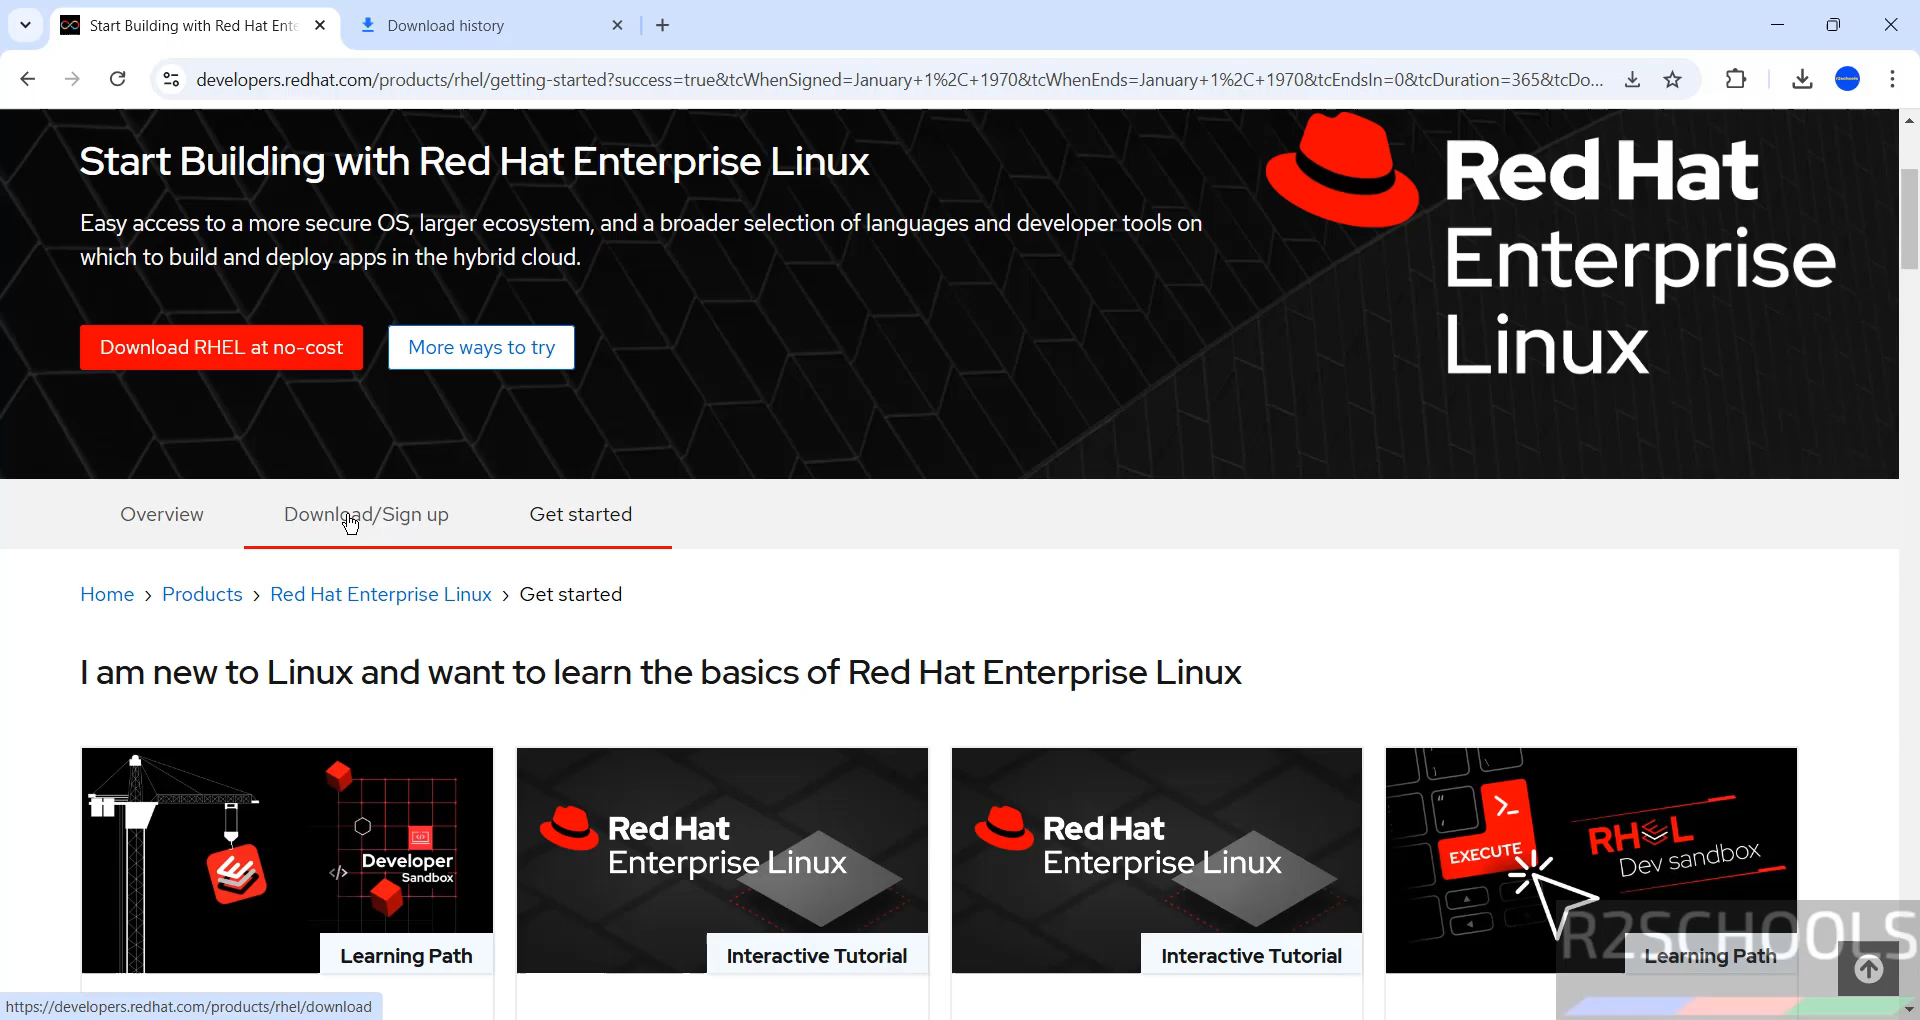 Start Building with Red Hat Ente
Download history
developers.redhat.com/products/rhel/getting-started?success=true&tcWhenSigned=January+1%2C+1970&tcWhenEnds=January+1%2C+1970&tcEndsIn=0&tcDuration=365&tcDo...
Start Building with Red Hat Enterprise Linux
Easy access to a more secure OS, larger ecosystem, and a broader selection of languages and developer tools on
which to build and deploy apps in the hybrid cloud.
Download RHEL at no-cost
More ways to try
Red Hat
Enterprise
Linux
Overview
Download/Sign up
Get started
Home > Products > Red Hat Enterprise Linux > Get started
I am new to Linux and want to learn the basics of Red Hat Enterprise Linux
</>
Developer
Sandbox
Learning Path
Red Hat
Enterprise Linux
Interactive Tutorial
Red Hat
Enterprise Linux
Interactive Tutorial
EXECUTE
RHEL
Dev sandbox
Learning Path
R2SCHOOLS
https://developers.redhat.com/products/rhel/download